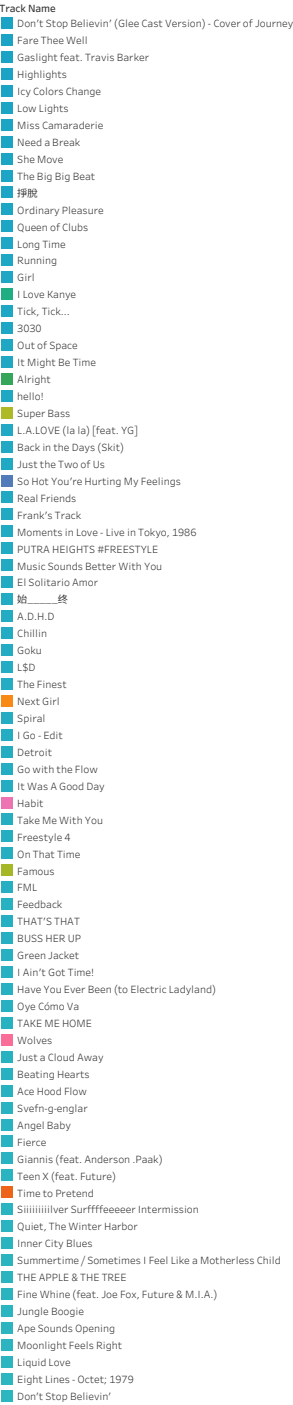 Track Name
Don't Stop Believin' (Glee Cast Version) - Cover of Journey
Fare Thee Well
Gaslight feat. Travis Barker
Highlights
Icy Colors Change
Low Lights
Miss Camaraderie
Need a Break
She Move
The Big Big Beat
掙脫
Ordinary Pleasure
Queen of Clubs
Long Time
Running
Girl
I Love Kanye
Tick, Tick...
3030
Out of Space
It Might Be Time
Alright
hello!
Super Bass
L.A.LOVE (la la) [feat. YG]
Back in the Days (Skit)
Just the Two of Us
So Hot You're Hurting My Feelings
Real Friends
Frank's Track
Moments in Love - Live in Tokyo, 1986
PUTRA HEIGHTS #FREESTYLE
Music Sounds Better With You
El Solitario Amor
始_____终
A.D.H.D
Chillin
Goku
L$D
The Finest
Next Girl
Spiral
I Go - Edit
Detroit
Go with the Flow
It Was A Good Day
Habit
Take Me With You
Freestyle 4
On That Time
Famous
FML
Feedback
THAT'S THAT
BUSS HER UP
Green Jacket
I Ain't Got Time!
Have You Ever Been (to Electric Ladyland)
Oye Cómo Va
TAKE ME HOME
Wolves
Just a Cloud Away
Beating Hearts
Ace Hood Flow
Svefn-g-englar
Angel Baby
Fierce
Giannis (feat. Anderson .Paak)
Teen X (feat. Future)
Time to Pretend
Siiiiiiiiilver Surffffeeeeer Intermission
Quiet, The Winter Harbor
Inner City Blues
Summertime / Sometimes I Feel Like a Motherless Child
THE APPLE & THE TREE
Fine Whine (feat. Joe Fox, Future & M.I.A.)
Jungle Boogie
Ape Sounds Opening
Moonlight Feels Right
Liquid Love
Eight Lines - Octet; 1979
Don't Stop Believin'